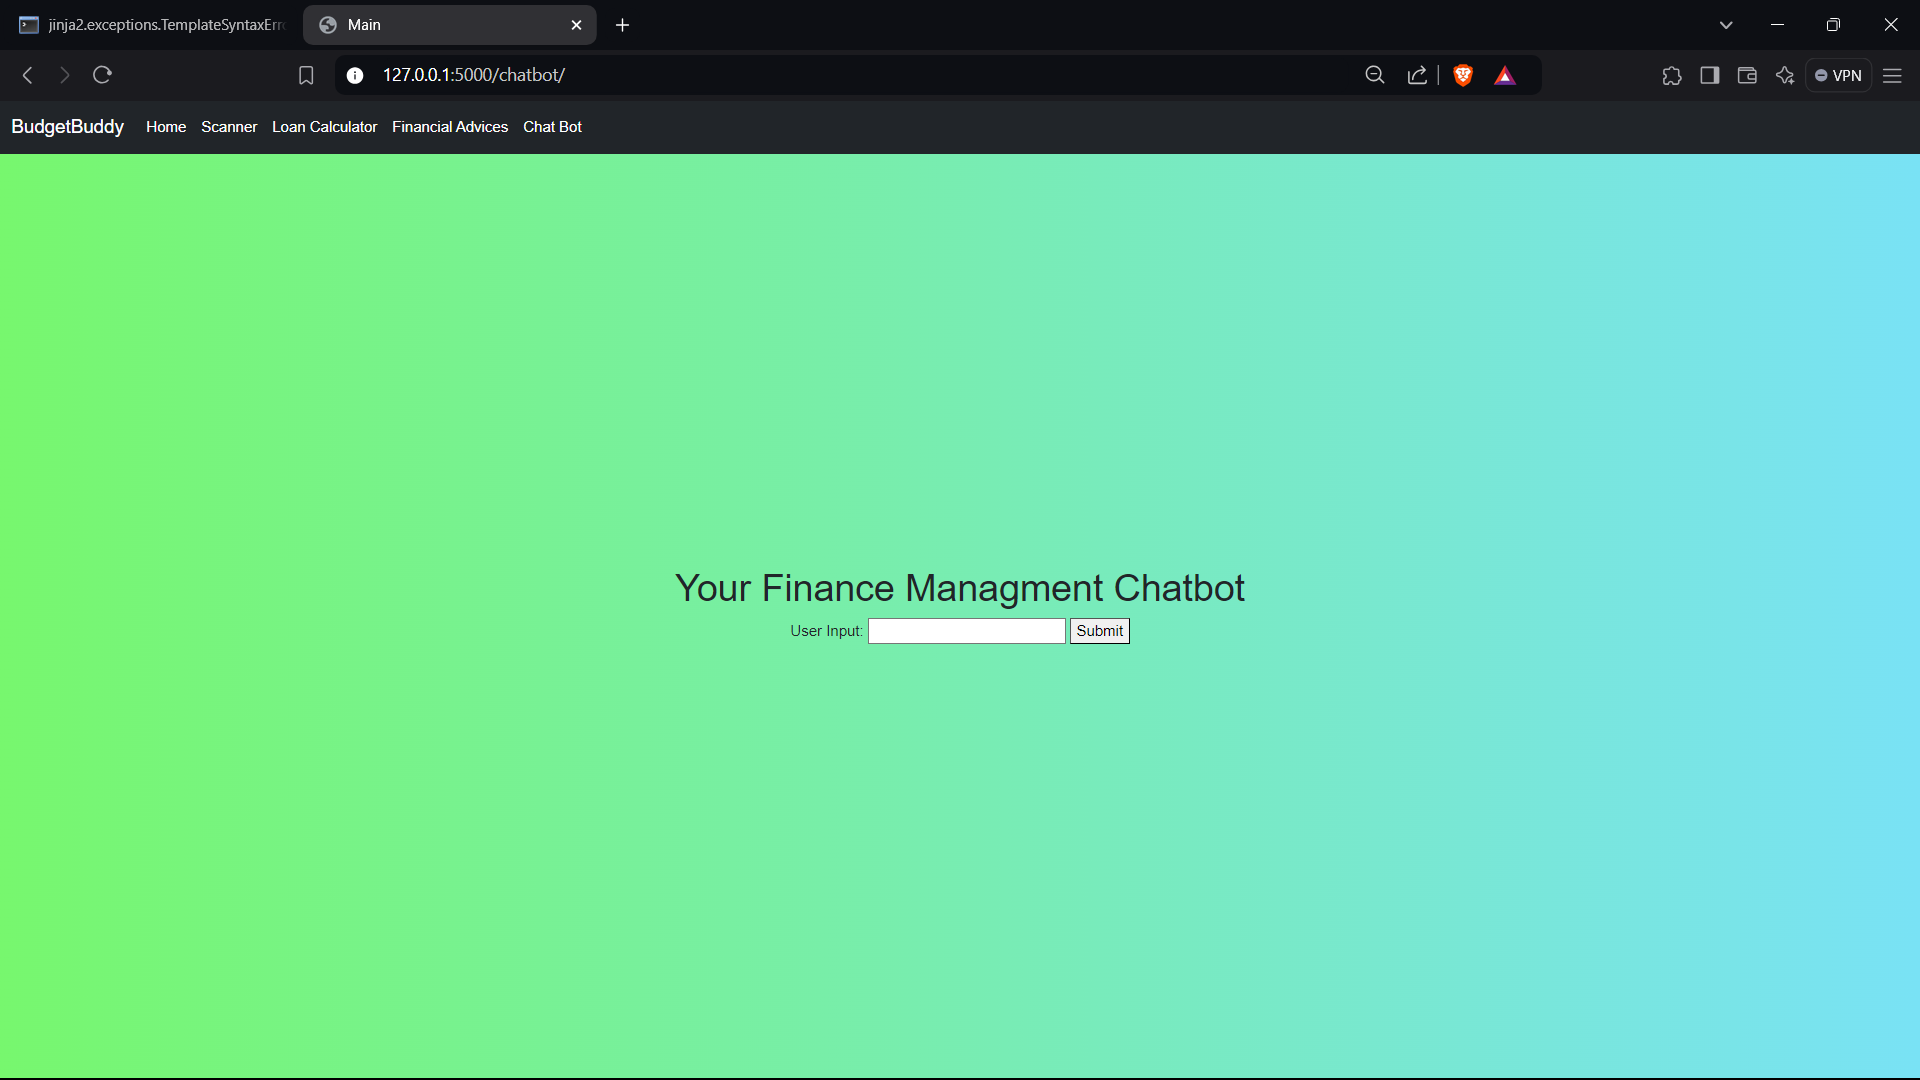 jinja2.exceptions.TemplateSyntaxErr
Main
127.0.0.1:5000/chatbot/
VPN
BudgetBuddy Home Scanner Loan Calculator Financial Advices Chat Bot
Your Finance Managment Chatbot
User Input: Submit